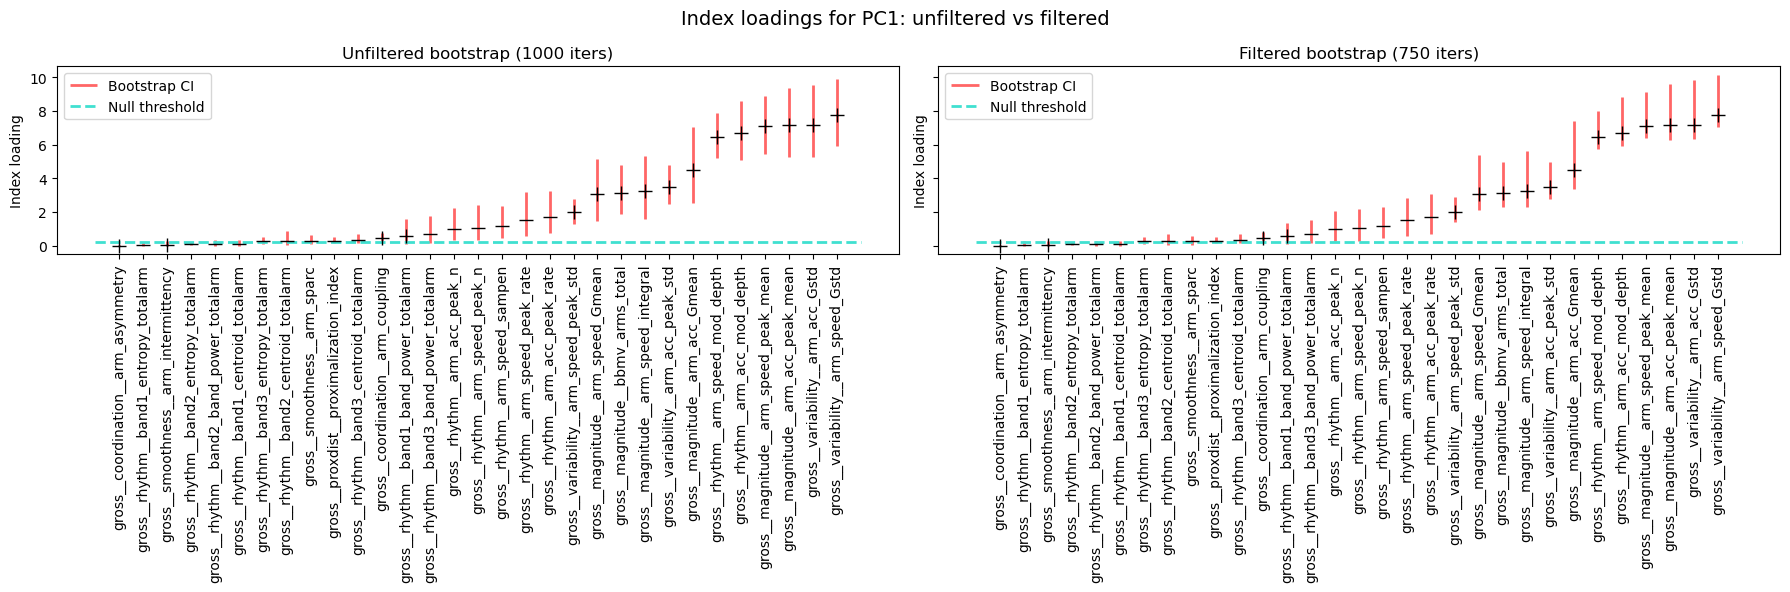 Index loadings for PC1: unfiltered vs filtered
Unfiltered bootstrap (1000 iters)
Index loading
10
8
6
4
2
0
Bootstrap CI
Null threshold
gross__coordination__arm_asymmetry
gross__rhythm__band1_entropy_totalarm
gross__smoothness__arm_intermittency
gross__rhythm__band2_entropy_totalarm
gross__rhythm__band2_band_power_totalarm
gross__rhythm__band1_centroid_totalarm
gross__rhythm__band3_entropy_totalarm
gross__rhythm__band2_centroid_totalarm
gross__smoothness__arm_sparc
gross__proxdist__proximalization_index
gross__rhythm__band3_centroid_totalarm
gross__coordination__arm_coupling
gross__rhythm__band1_band_power_totalarm
gross__rhythm__band3_band_power_totalarm
gross__rhythm__arm_acc_peak_n
gross__rhythm__arm_speed_peak_n
gross__rhythm__arm_speed_sampen
gross__rhythm__arm_speed_peak_rate
gross__rhythm__arm_acc_peak_rate
gross__variability__arm_speed_peak_std
gross__magnitude__arm_speed_Gmean
gross__magnitude__bbmv_arms_total
gross__magnitude__arm_speed_integral
gross__variability__arm_acc_peak_std
gross__magnitude__arm_acc_Gmean
gross__rhythm__arm_speed_mod_depth
gross__rhythm__arm_acc_mod_depth
gross__magnitude__arm_speed_peak_mean
gross__magnitude__arm_acc_peak_mean
gross__variability__arm_acc_Gstd
gross__variability__arm_speed_Gstd
Filtered bootstrap (750 iters)
Index loading
Bootstrap CI
Null threshold
gross__coordination__arm_asymmetry
gross__rhythm__band1_entropy_totalarm
gross__smoothness__arm_intermittency
gross__rhythm__band2_entropy_totalarm
gross__rhythm__band2_band_power_totalarm
gross__rhythm__band1_centroid_totalarm
gross__rhythm__band3_entropy_totalarm
gross__rhythm__band2_centroid_totalarm
gross__smoothness__arm_sparc
gross__proxdist__proximalization_index
gross__rhythm__band3_centroid_totalarm
gross__coordination__arm_coupling
gross__rhythm__band1_band_power_totalarm
gross__rhythm__band3_band_power_totalarm
gross__rhythm__arm_acc_peak_n
gross__rhythm__arm_speed_peak_n
gross__rhythm__arm_speed_sampen
gross__rhythm__arm_speed_peak_rate
gross__rhythm__arm_acc_peak_rate
gross__variability__arm_speed_peak_std
gross__magnitude__arm_speed_Gmean
gross__magnitude__bbmv_arms_total
gross__magnitude__arm_speed_integral
gross__variability__arm_acc_peak_std
gross__magnitude__arm_acc_Gmean
gross__rhythm__arm_speed_mod_depth
gross__rhythm__arm_acc_mod_depth
gross__magnitude__arm_speed_peak_mean
gross__magnitude__arm_acc_peak_mean
gross__variability__arm_acc_Gstd
gross__variability__arm_speed_Gstd